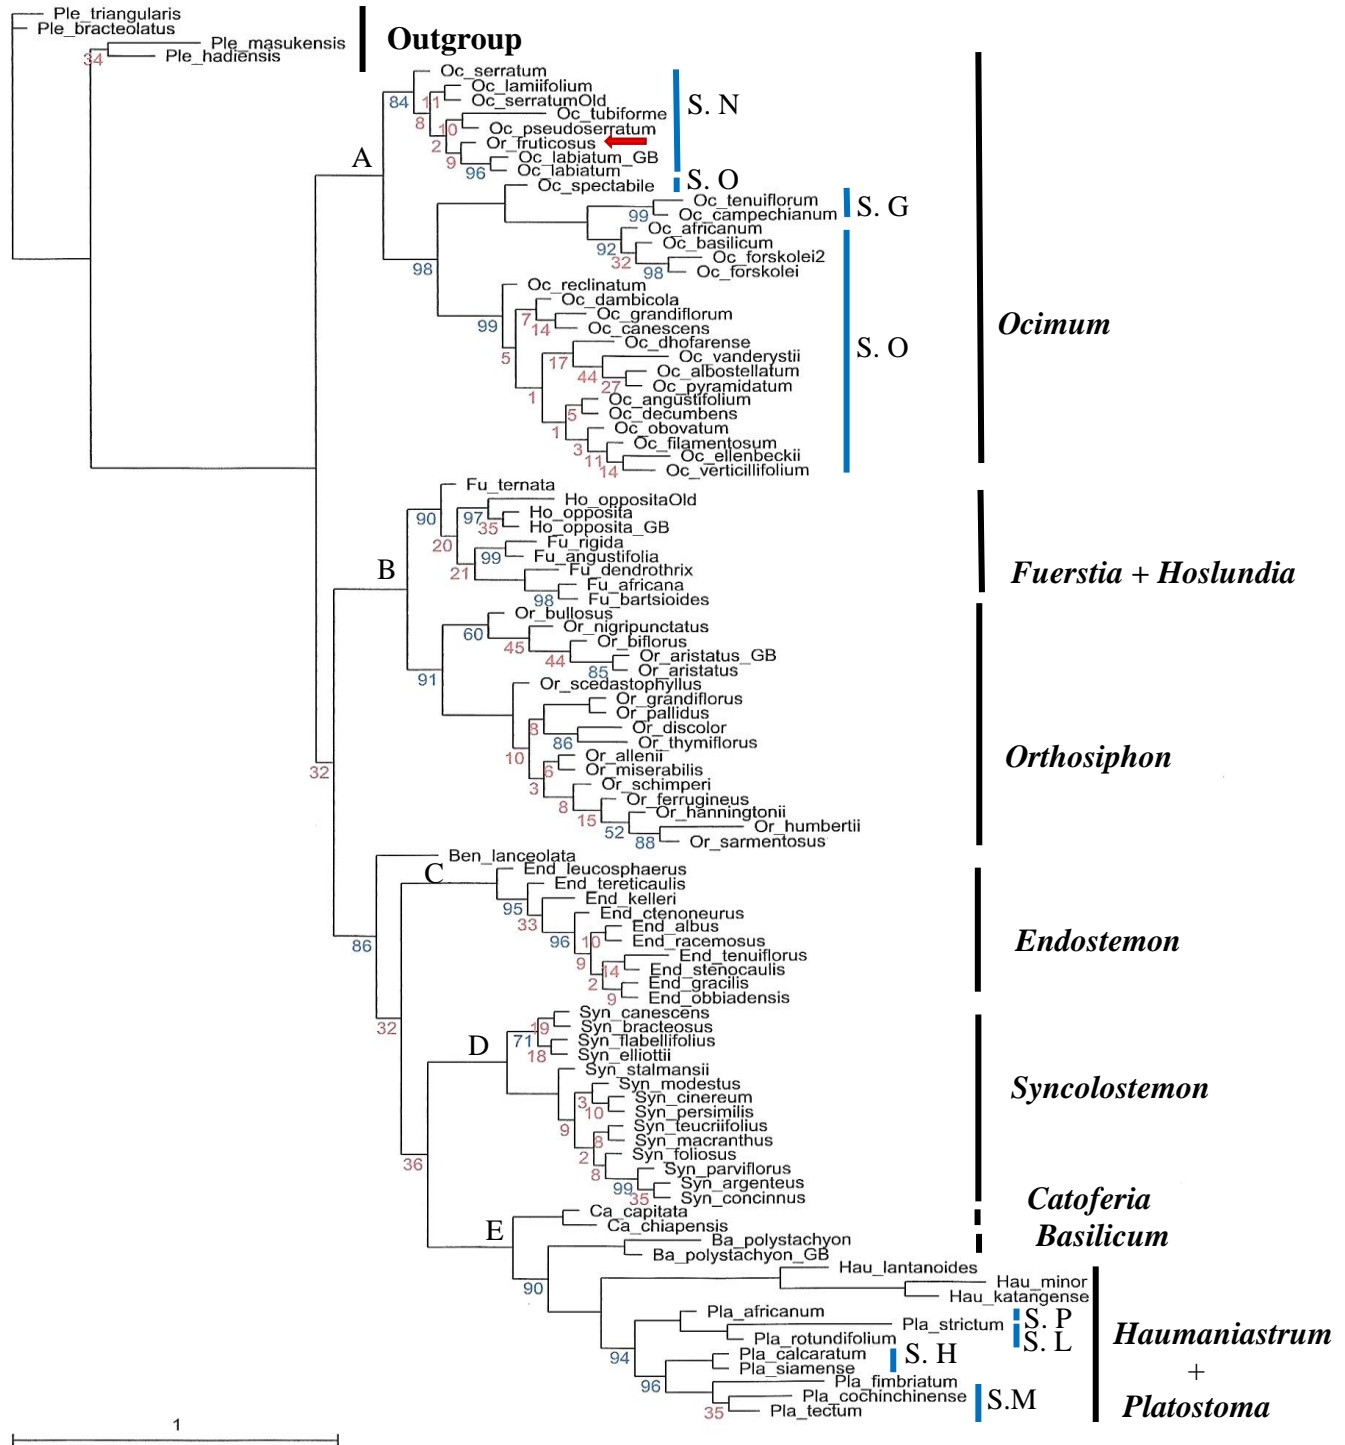 Ple_triangularis
Ple_bracteolatus
Ple_masukensis
Ple_hadiensis
34
Outgroup
Oc_serratum
Oc_lamiifolium
84
11
Oc_serratumOld
S. N
Oc_tubiforme
8
10
Oc_pseudoserratum
2
Or_fruticosus
A
9
Oc_labiatum_GB
96
Oc_labiatum
Oc_spectabile
S. O
Oc_tenuiflorum
99
Oc_campechianum
S. G
Oc_africanum
92
Oc_basilicum
32
Oc_forskolei2
98
98
Oc_forskolei
Oc_reclinatum
Oc_dambicola
7
Oc_grandiflorum
99
14
Oc_canescens
Ocimum
Oc_dhofarense
5
17
Oc_vanderystii
S. O
44
Oc_albostellatum
27
Oc_pyramidatum
1
Oc_angustifolium
5
Oc_decumbens
1
Oc_obovatum
3
Oc_filamentosum
11
Oc_ellenbeckii
14
Oc_verticillifolium
Fu_ternata
Ho_oppositaOld
90
97
Ho_opposita
35
Ho_opposita_GB
20
Fu_rigida
99
Fu_angustifolia
B
21
Fu_dendrothrix
Fuerstia + Hoslundia
Fu_africana
98
Fu_bartsioides
Or_bullosus
60
Or_nigripunctatus
45
Or_biflorus
44
Or_aristatus_GB
85
Or_aristatus
91
Or_scedastophyllus
Or_grandiflorus
Or_pallidus
8
Or_discolor
86
Or_thymiflorus
10
Or_allenii
Orthosiphon
6
Or_miserabilis
32
3
Or_schimperi
8
Or_ferrugineus
15
Or_hanningtonii
52
Or_humbertii
88
Or_sarmentosus
Ben_lanceolata
C
End_leucosphaerus
End_tereticaulis
95
End_kelleri
33
End_ctenoneurus
86
96
End_albus
10
End_racemosus
Endostemon
9
End_tenuiflorus
14
End_stenocaulis
2
End_gracilis
9
End_obbiadensis
32
Syn_canescens
19
Syn_bracteosus
71
Syn_flabellifolius
D
18
Syn_elliottii
Syn_stalmansii
Syn_modestus
Syncolostemon
3
Syn_cinereum
10
Syn_persimilis
9
Syn_teucriifolius
8
Syn_macranthus
36
2
Syn_foliosus
8
Syn_parviflorus
99
Syn_argenteus
35
Syn_concinnus
Catoferia
Ca_capitata
E
Ca_chiapensis
Basilicum
Ba_polystachyon
Ba_polystachyon_GB
Hau_lantanoides
90
Hau_minor
Hau_katangense
Pla_africanum
S. P
Pla_strictum
Pla_rotundifolium
S. L
Haumaniastrum
94
Pla_calcaratum
S. H
Pla_siamense
+
96
Pla_fimbriatum
Pla_cochinchinense
S.M
35
Pla_tectum
Platostoma
1